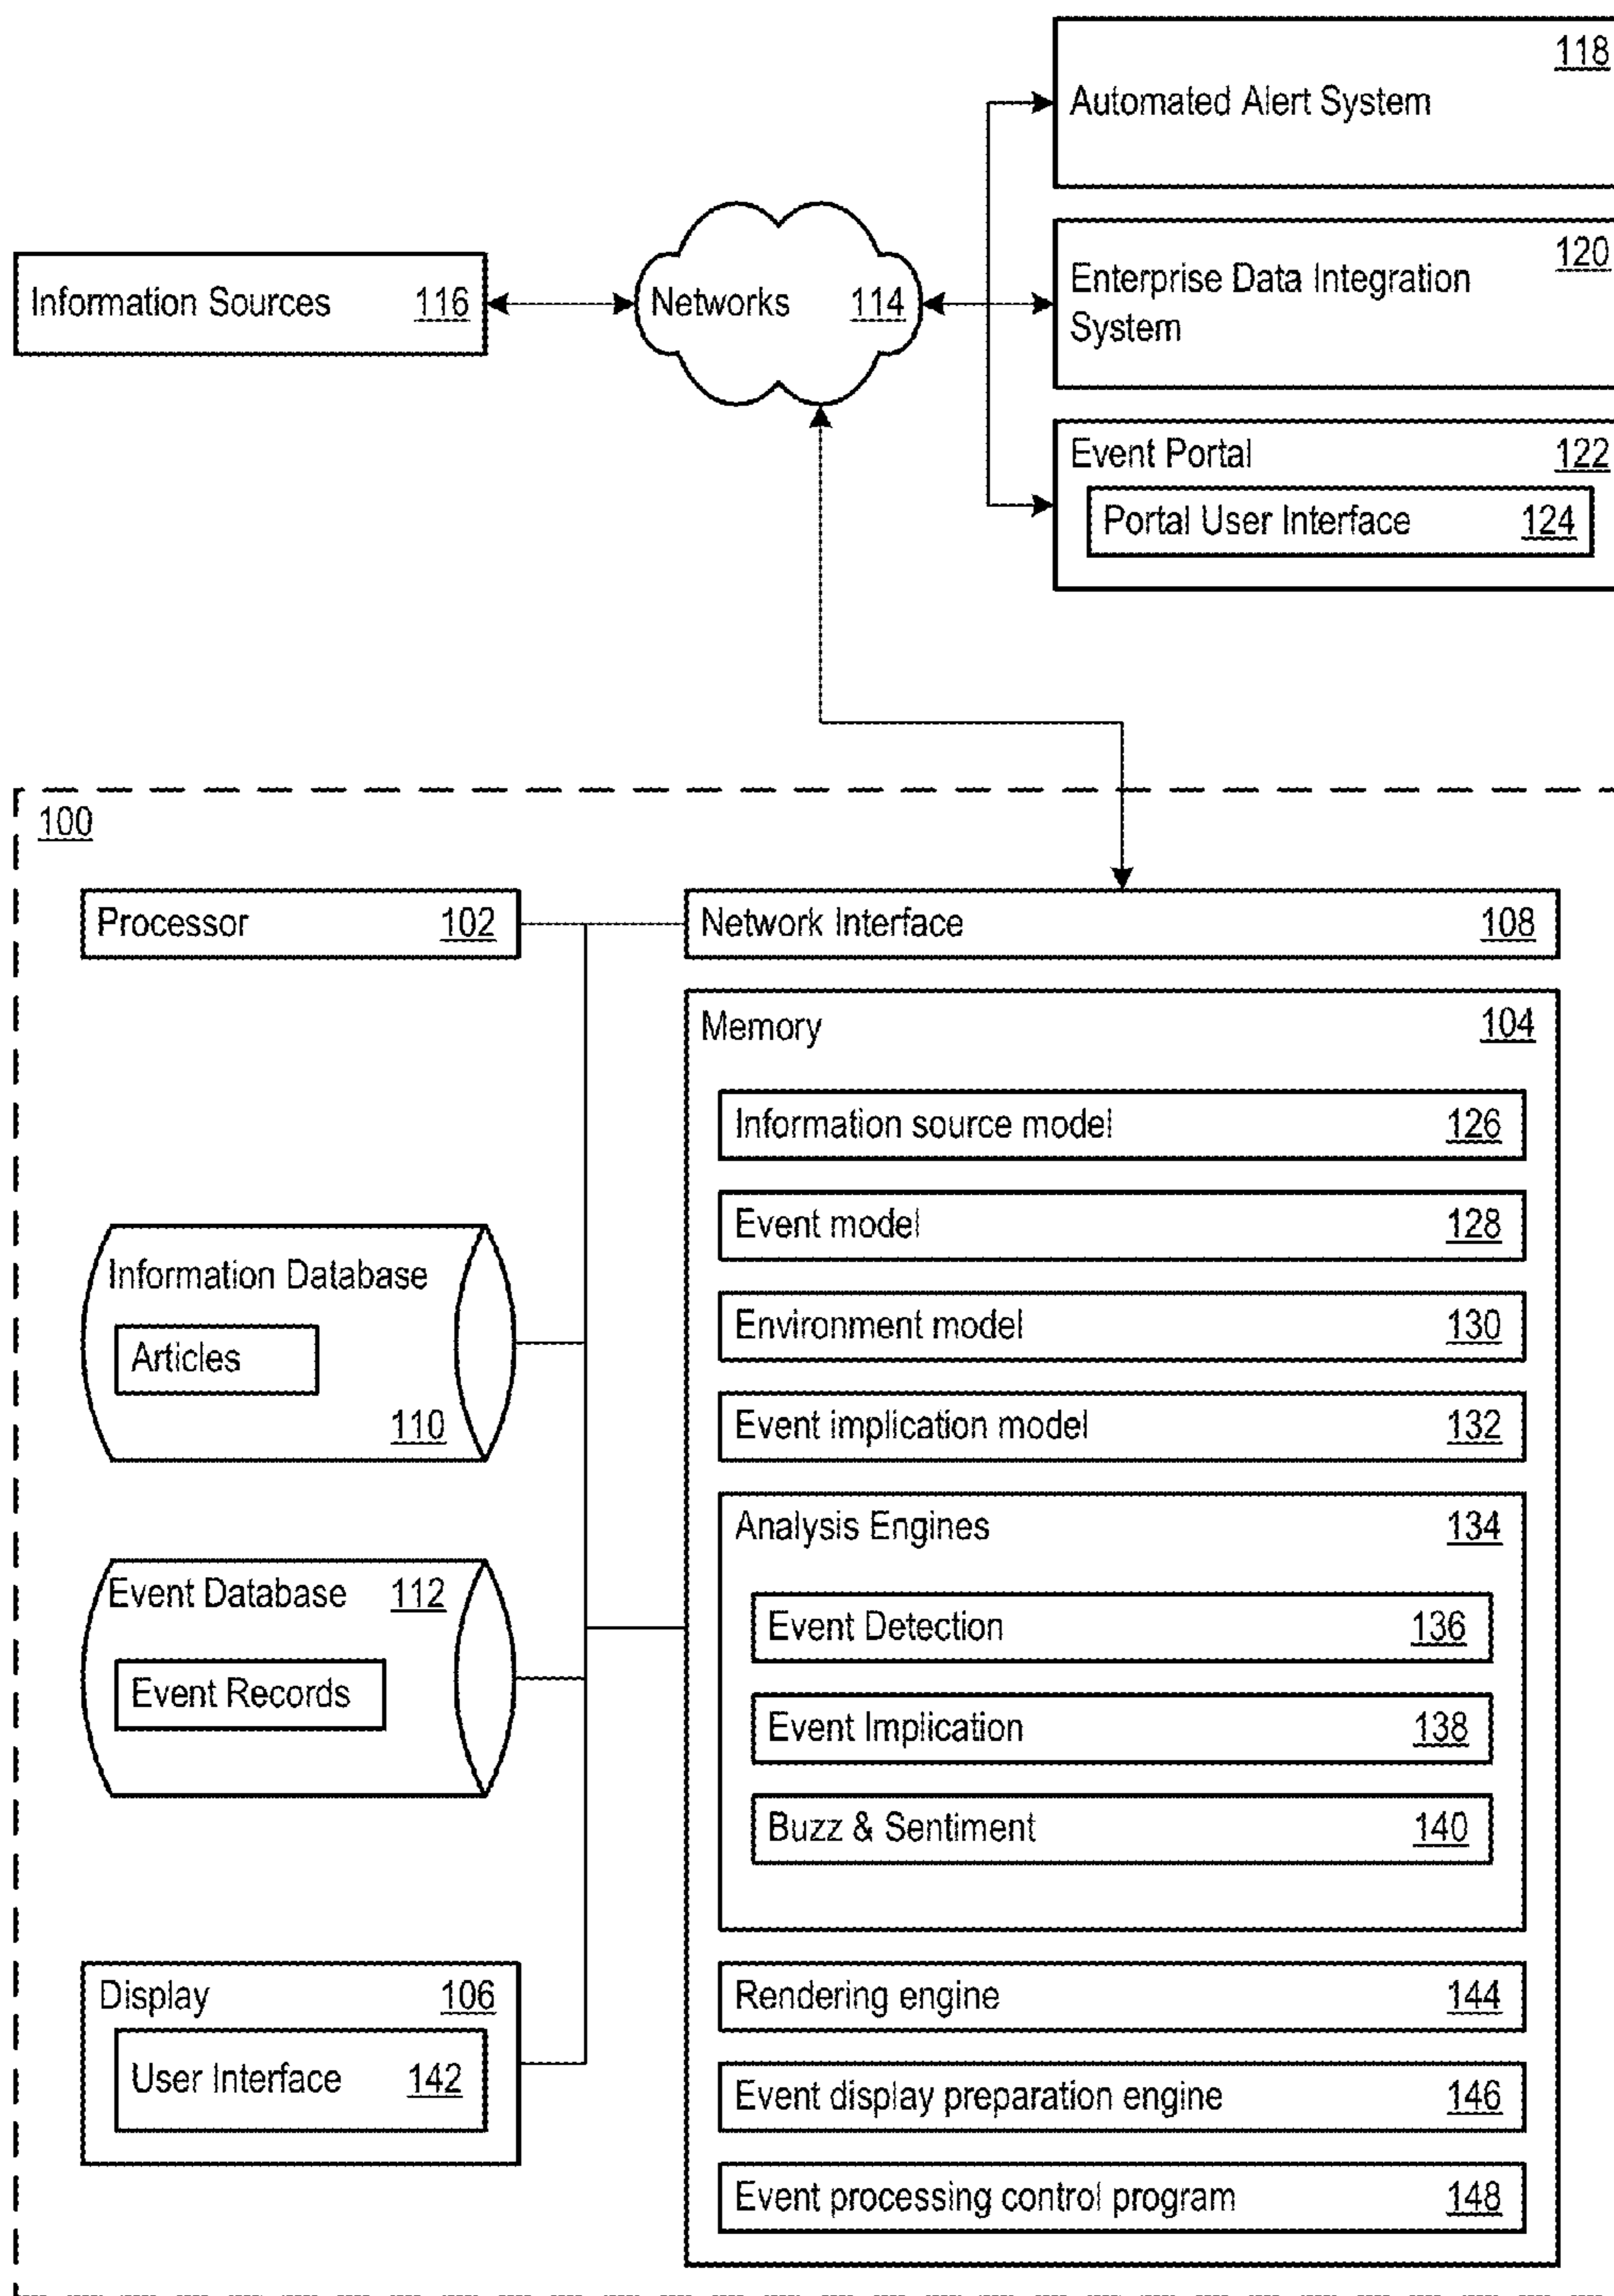 118
Automated Alert System
120
Enterprise Data Integration
System
Information Sources 116
Networks 114
Event Portal 122
Portal User Interface 124
100
Processor 102
Network Interface 108
Memory 104
Information source model 126
Event model 128
Environment model 130
Event implication model 132
Analysis Engines 134
Event Detection 136
Event Implication 138
Buzz & Sentiment 140
Rendering engine 144
Event display preparation engine 146
Event processing control program 148
Information Database
Articles
110
Event Database 112
Event Records
Display 106
User Interface 142